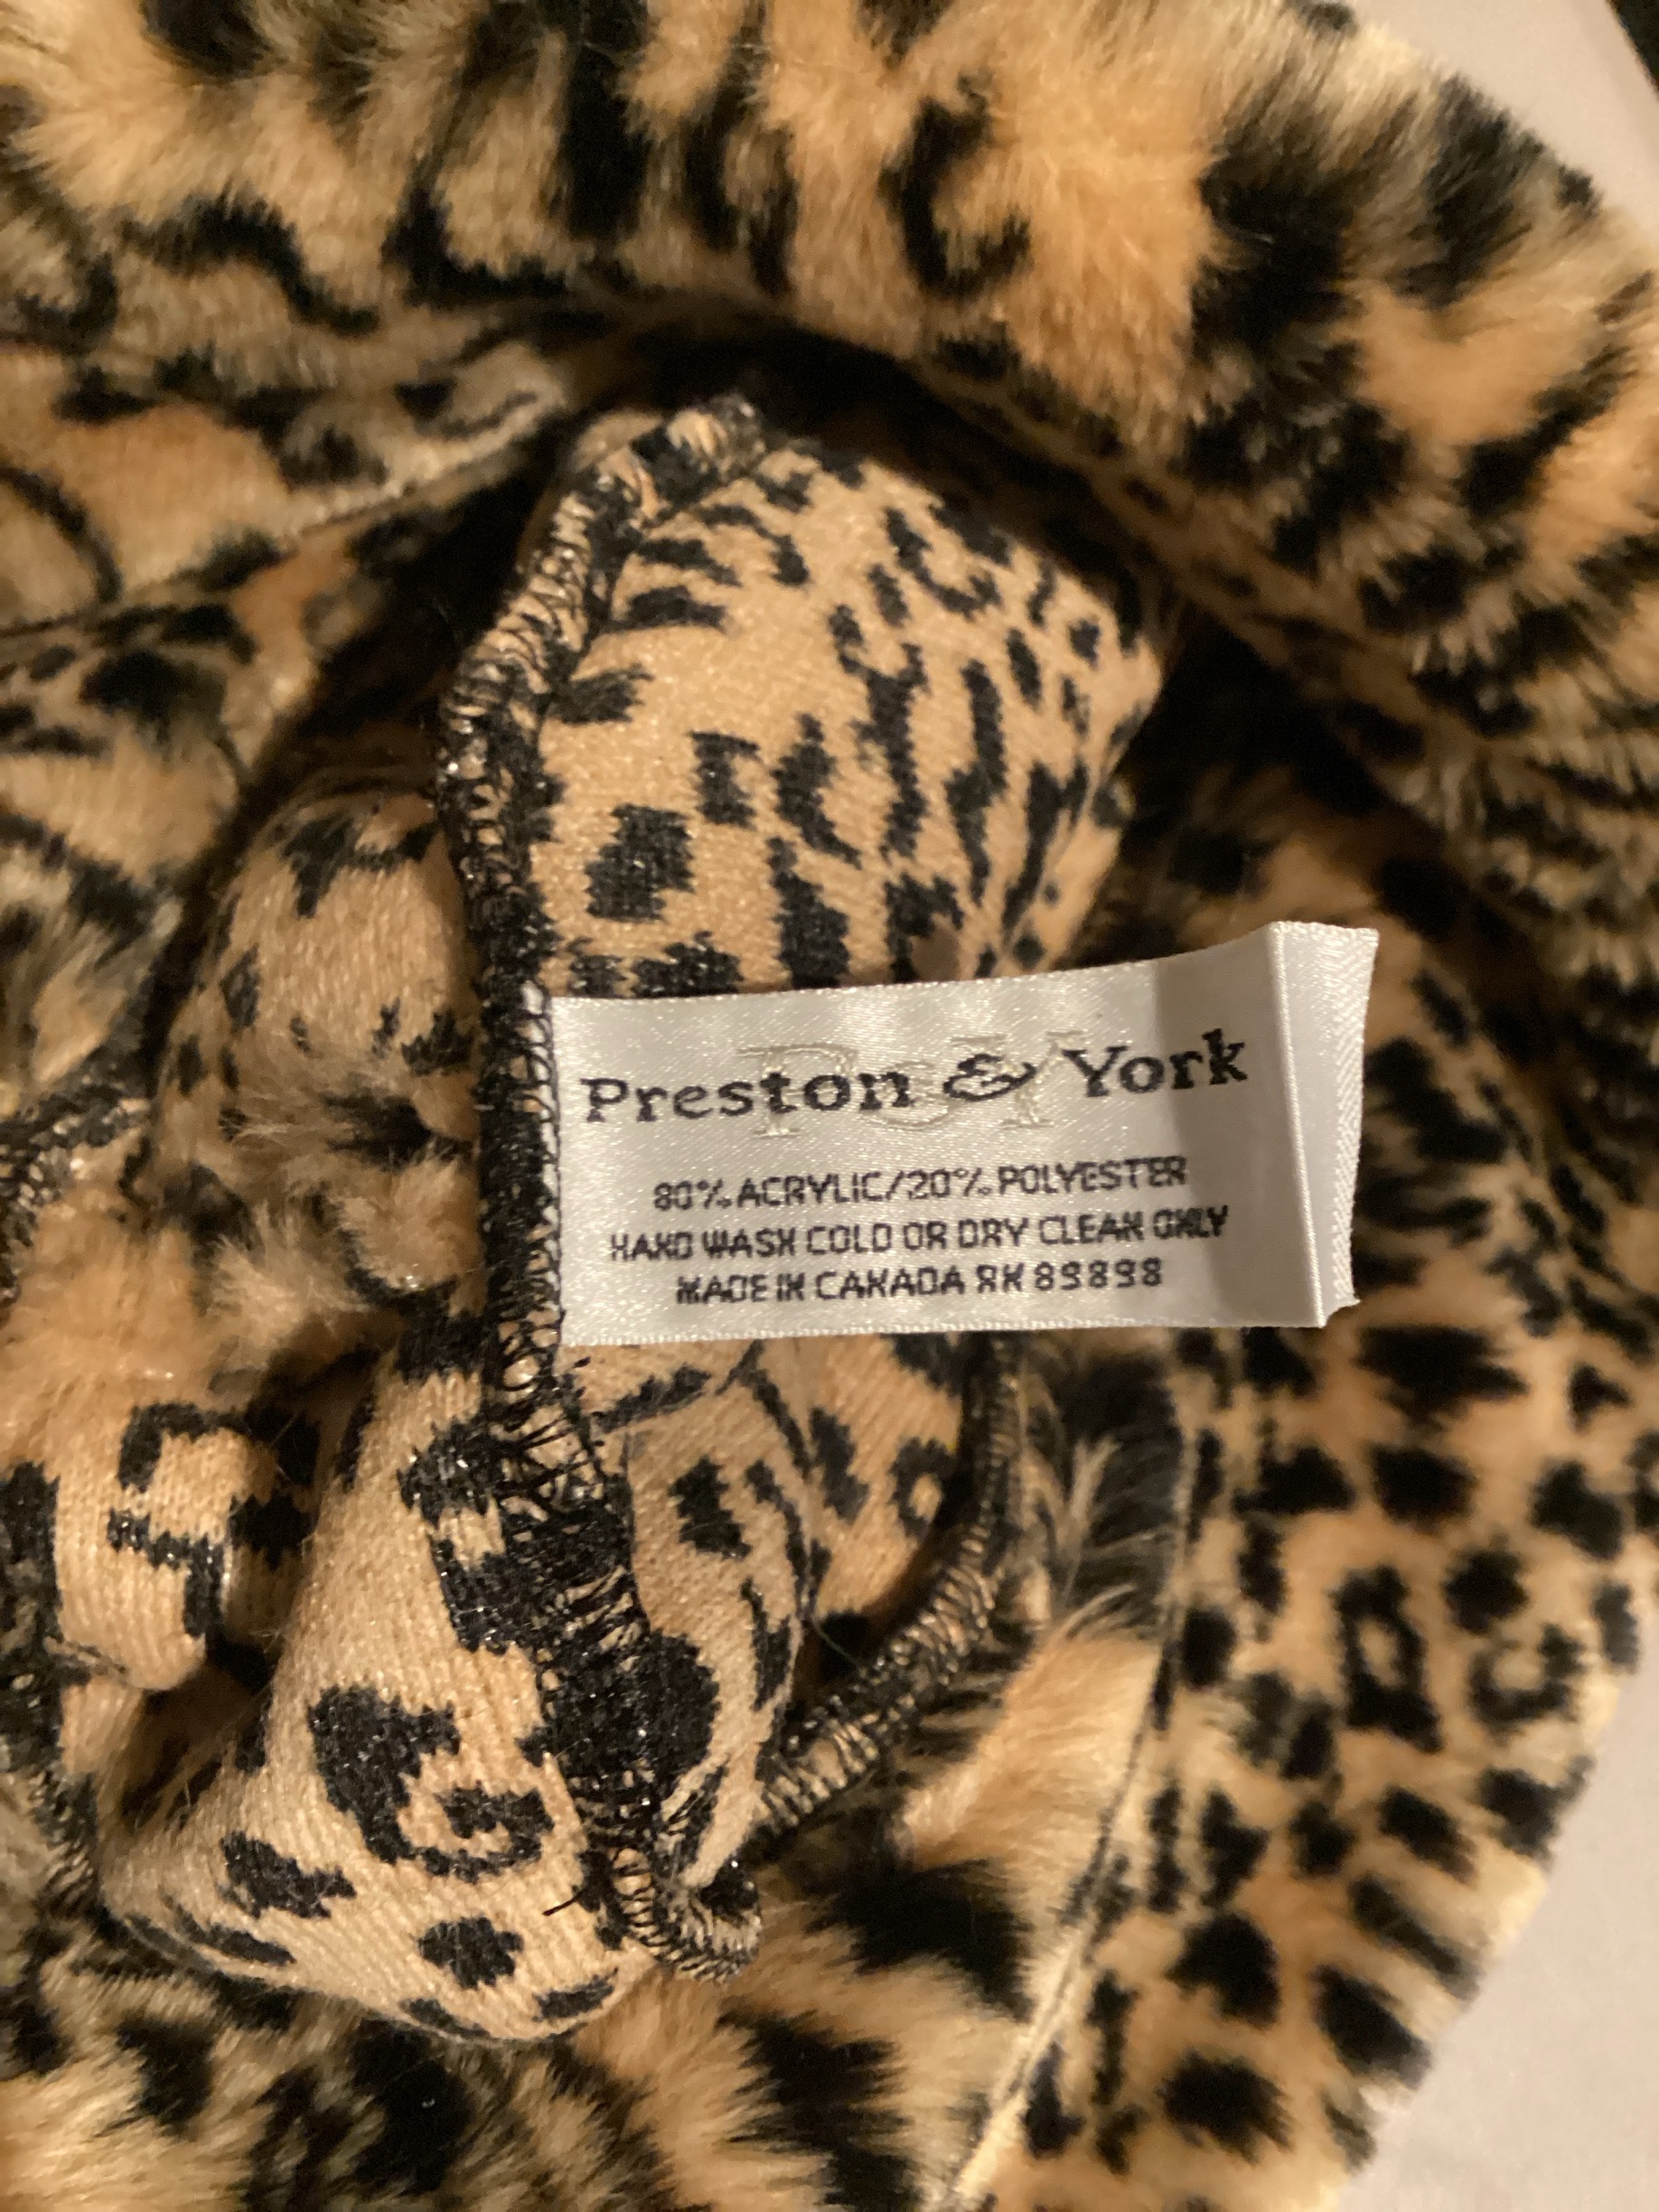 Preston & York
P&Y
80% ACRYLIC/20% POLYESTER
HAND WASH COLD OR DRY CLEAN ONLY
MADE IN CANADA RN 89898